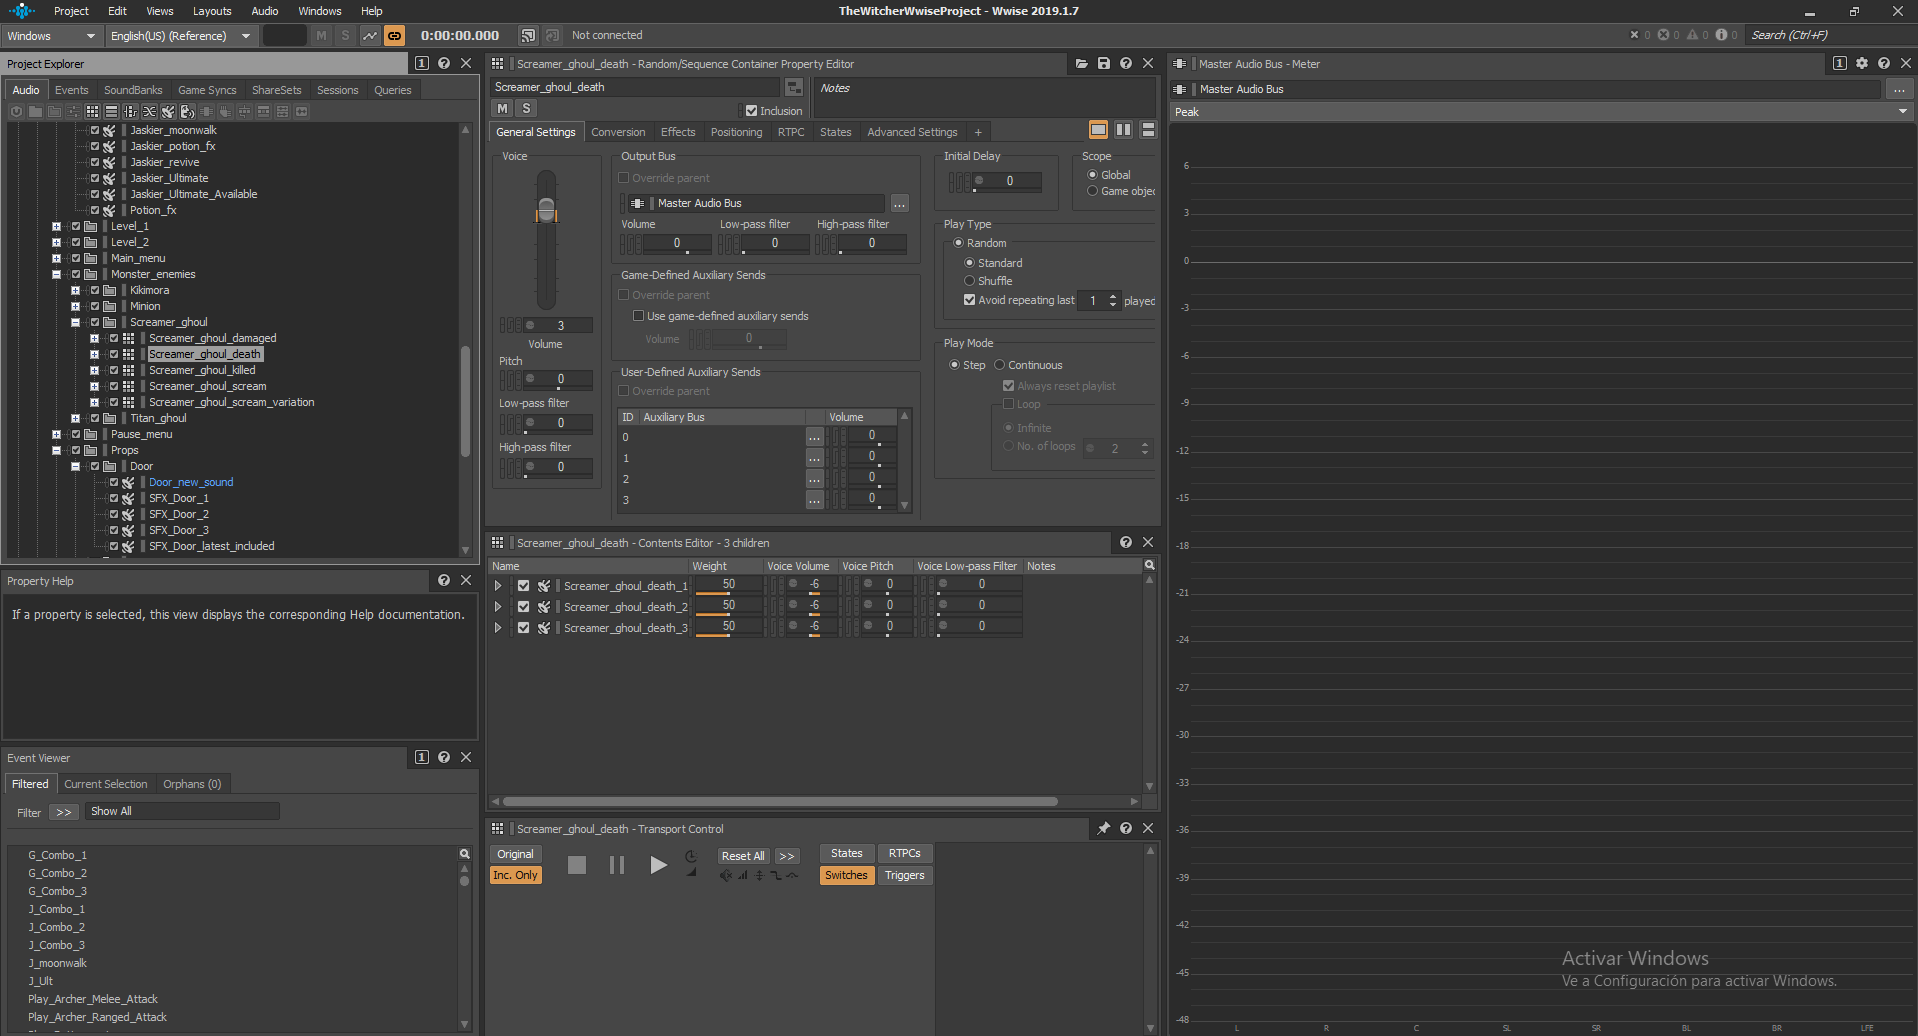 Project Edit Views Layouts Audio Windows Help
TheWitcherWwiseProject - Wwise 2019.1.7
Windows English(US) (Reference) M S 0:00:00.000 Not connected
0 0 0 0 Search (Ctrl+F)
Project Explorer 1
Audio Events SoundBanks Game Syncs ShareSets Sessions Queries
Jaskier_moonwalk
Jaskier_potion_fx
Jaskier_revive
Jaskier_Ultimate
Jaskier_Ultimate_Available
Potion_fx
Level_1
Level_2
Main_menu
Monster_enemies
Kikimora
Minion
Screamer_ghoul
Screamer_ghoul_damaged
Screamer_ghoul_death
Screamer_ghoul_killed
Screamer_ghoul_scream
Screamer_ghoul_scream_variation
Titan_ghoul
Pause_menu
Props
Door
Door_new_sound
SFX_Door_1
SFX_Door_2
SFX_Door_3
SFX_Door_latest_included
Property Help
If a property is selected, this view displays the corresponding Help documentation.
Event Viewer 1
Filtered Current Selection Orphans (0)
Filter >> Show All
G_Combo_1
G_Combo_2
G_Combo_3
J_Combo_1
J_Combo_2
J_Combo_3
J_moonwalk
J_Ult
Play_Archer_Melee_Attack
Play_Archer_Ranged_Attack
Screamer_ghoul_death - Random/Sequence Container Property Editor
Screamer_ghoul_death
Notes
M S Inclusion
General Settings Conversion Effects Positioning RTPC States Advanced Settings +
Voice
3
Volume
Pitch
0
Low-pass filter
0
High-pass filter
0
Output Bus
Override parent
Master Audio Bus ...
Volume Low-pass filter High-pass filter
0 0 0
Game-Defined Auxiliary Sends
Override parent
Use game-defined auxiliary sends
Volume 0
User-Defined Auxiliary Sends
Override parent
ID Auxiliary Bus Volume
0 ... 0
1 ... 0
2 ... 0
3 ... 0
Initial Delay
0
Scope
Global
Game objec
Play Type
Random
Standard
Shuffle
Avoid repeating last 1 played
Play Mode
Step Continuous
Always reset playlist
Loop
Infinite
No. of loops 2
Screamer_ghoul_death - Contents Editor - 3 children
Name Weight Voice Volume Voice Pitch Voice Low-pass Filter Notes
Screamer_ghoul_death_1 50 -6 0 0
Screamer_ghoul_death_2 50 -6 0 0
Screamer_ghoul_death_3 50 -6 0 0
Screamer_ghoul_death - Transport Control
Original
Inc. Only
Reset All >>
States RTPCs
Switches Triggers
Master Audio Bus - Meter 1
Master Audio Bus ...
Peak
6
3
0
-3
-6
-9
-12
-15
-18
-21
-24
-27
-30
-33
-36
-39
-42
-45
-48
L R C SL SR BL BR LFE
Activar Windows
Ve a Configuración para activar Windows.